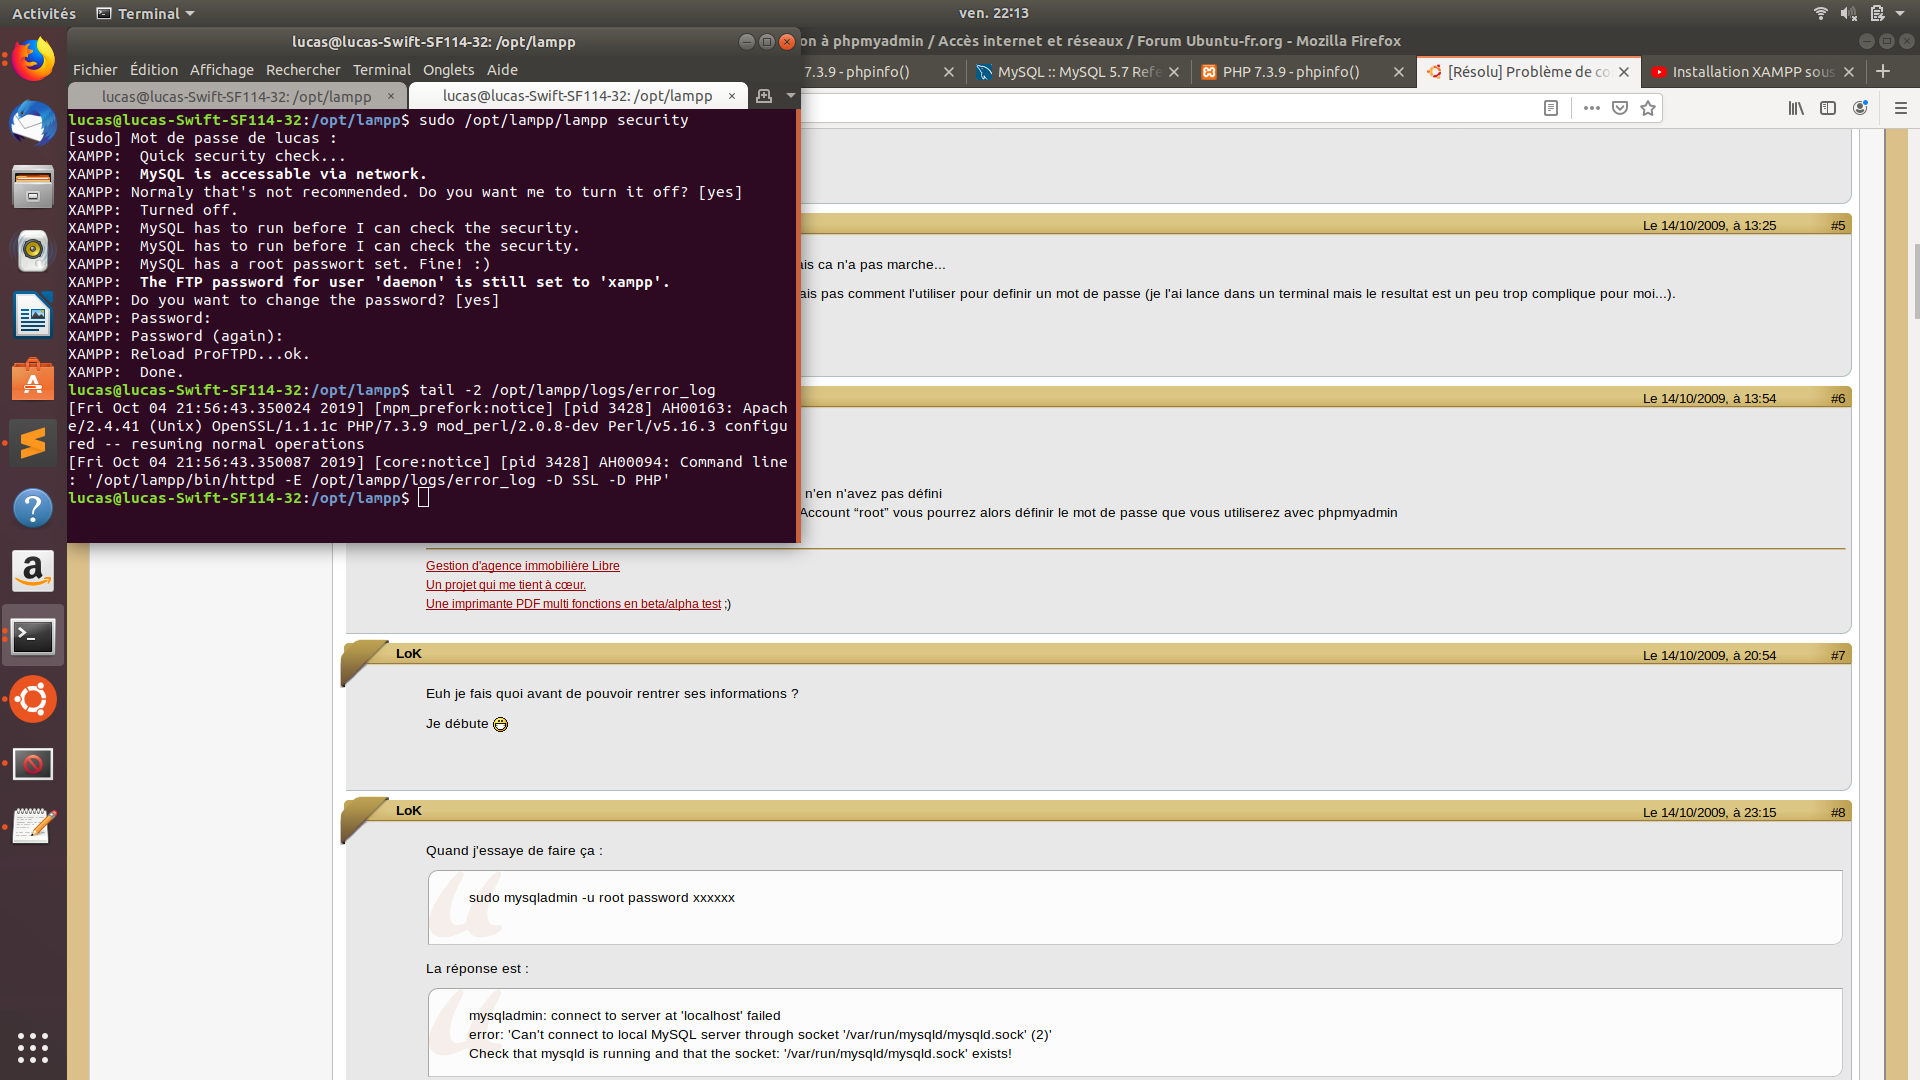 Activités
Terminal
ven. 22:13
lucas@lucas-Swift-SF114-32: /opt/lampp
on à phpmyadmin / Accès internet et réseaux / Forum Ubuntu-fr.org - Mozilla Firefox
Fichier Édition Affichage Rechercher Terminal Onglets Aide
7.3.9 - phpinfo()
MySQL :: MySQL 5.7 Refe
PHP 7.3.9 - phpinfo()
[Résolu] Problème de co
Installation XAMPP sous
lucas@lucas-Swift-SF114-32: /opt/lampp
lucas@lucas-Swift-SF114-32: /opt/lampp
lucas@lucas-Swift-SF114-32:/opt/lampp$ sudo /opt/lampp/lampp security
[sudo] Mot de passe de lucas :
XAMPP:  Quick security check...
XAMPP:  MySQL is accessable via network.
XAMPP: Normaly that's not recommended. Do you want me to turn it off? [yes]
XAMPP:  Turned off.
XAMPP:  MySQL has to run before I can check the security.
XAMPP:  MySQL has to run before I can check the security.
XAMPP:  MySQL has a root passwort set. Fine! :)
XAMPP:  The FTP password for user 'daemon' is still set to 'xampp'.
XAMPP: Do you want to change the password? [yes]
XAMPP: Password:
XAMPP: Password (again):
XAMPP: Reload ProFTPD...ok.
XAMPP:  Done.
lucas@lucas-Swift-SF114-32:/opt/lampp$ tail -2 /opt/lampp/logs/error_log
[Fri Oct 04 21:56:43.350024 2019] [mpm_prefork:notice] [pid 3428] AH00163: Apach
e/2.4.41 (Unix) OpenSSL/1.1.1c PHP/7.3.9 mod_perl/2.0.8-dev Perl/v5.16.3 configu
red -- resuming normal operations
[Fri Oct 04 21:56:43.350087 2019] [core:notice] [pid 3428] AH00094: Command line
: '/opt/lampp/bin/httpd -E /opt/lampp/logs/error_log -D SSL -D PHP'
lucas@lucas-Swift-SF114-32:/opt/lampp$
Le 14/10/2009, à 13:25 #5
ais ca n'a pas marche...
ais pas comment l'utiliser pour definir un mot de passe (je l'ai lance dans un terminal mais le resultat est un peu trop complique pour moi...).
Le 14/10/2009, à 13:54 #6
n'en n'avez pas défini
Account “root” vous pourrez alors définir le mot de passe que vous utiliserez avec phpmyadmin
Gestion d'agence immobilière Libre
Un projet qui me tient à cœur.
Une imprimante PDF multi fonctions en beta/alpha test ;)
LoK Le 14/10/2009, à 20:54 #7
Euh je fais quoi avant de pouvoir rentrer ses informations ?
Je débute
LoK Le 14/10/2009, à 23:15 #8
Quand j'essaye de faire ça :
sudo mysqladmin -u root password xxxxxx
La réponse est :
mysqladmin: connect to server at 'localhost' failed
error: 'Can't connect to local MySQL server through socket '/var/run/mysqld/mysqld.sock' (2)'
Check that mysqld is running and that the socket: '/var/run/mysqld/mysqld.sock' exists!